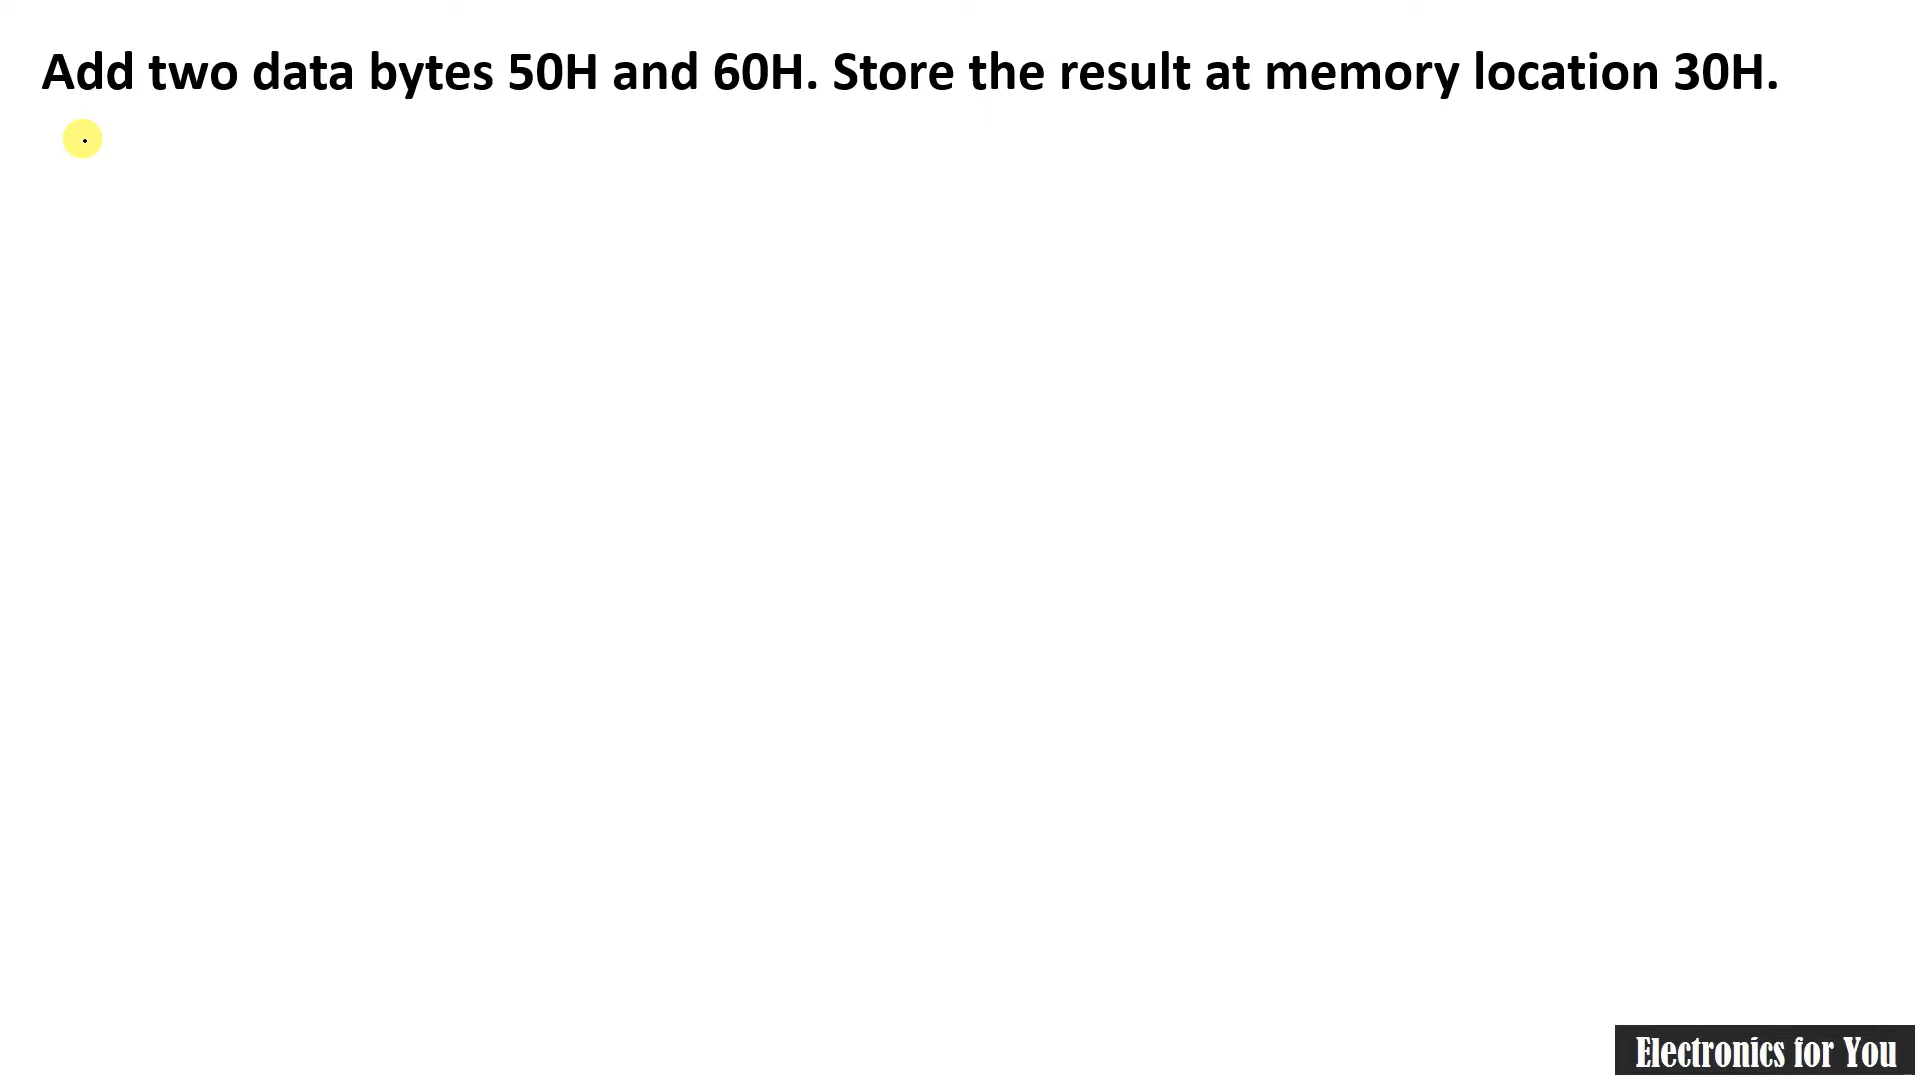 Add two data bytes 50H and 60H. Store the result at memory location 30H.
Electronics for You